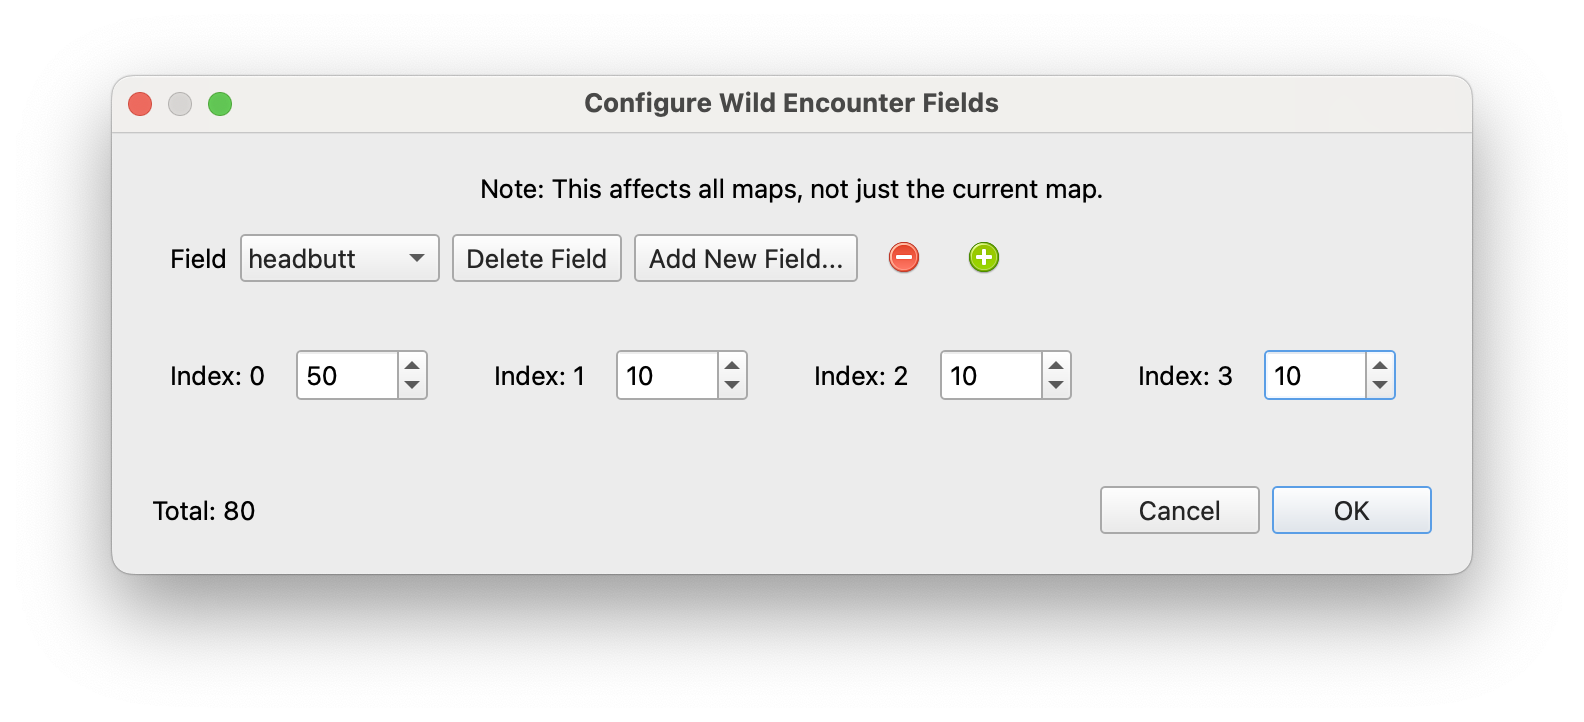 Configure Wild Encounter Fields
Note: This affects all maps, not just the current map.
Field headbutt Delete Field Add New Field...
Index: 0 50 Index: 1 10 Index: 2 10 Index: 3 10
Total: 80 Cancel OK